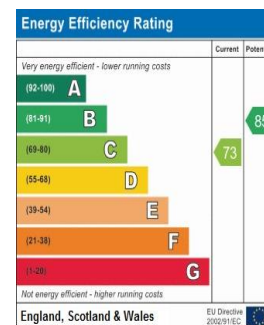 Energy Efficiency Rating
Current Poten
Very energy efficient - lower running costs
(92-100) A
(81-91) B
85
(69-80) C
73
(55-68) D
(39-54) E
(21-38) F
(1-20) G
Not energy efficient - higher running costs
England, Scotland & Wales
EU Directive
2002/91/EC